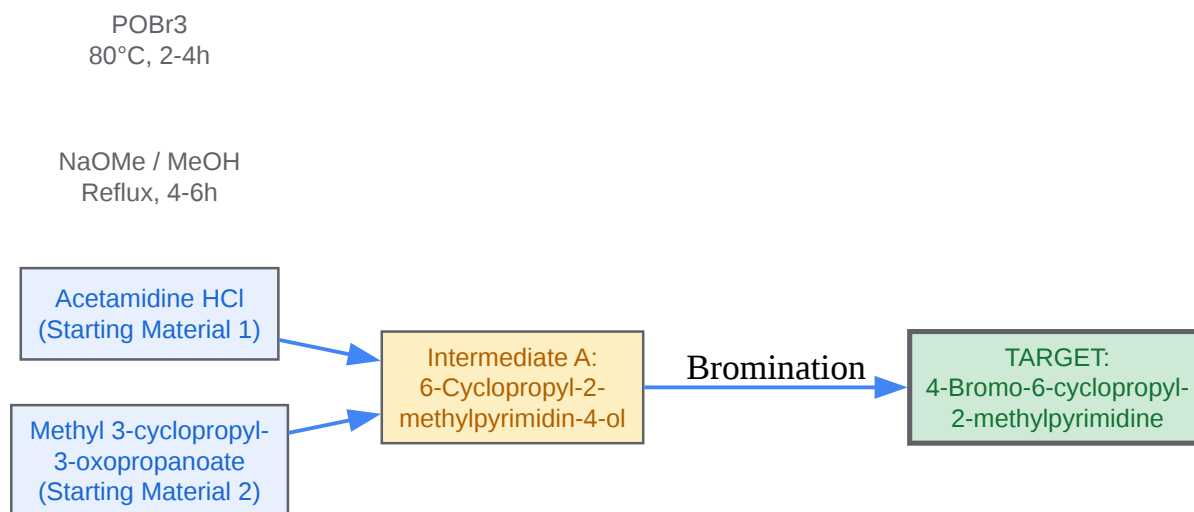 POBr3
80°C, 2-4h
NaOMe / MeOH
Reflux, 4-6h
Acetamidine HCl
(Starting Material 1)
Methyl 3-cyclopropyl-
3-oxopropanoate
(Starting Material 2)
Intermediate A:
6-Cyclopropyl-2-
methylpyrimidin-4-ol
Bromination
TARGET:
4-Bromo-6-cyclopropyl-
2-methylpyrimidine